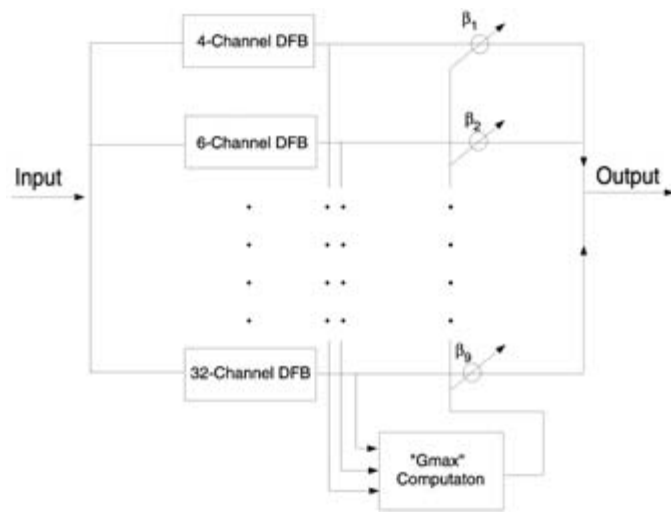 4-Channel DFB
β1
6-Channel DFB
β2
Input
Output
32-Channel DFB
β9
"Gmax"
Computaton